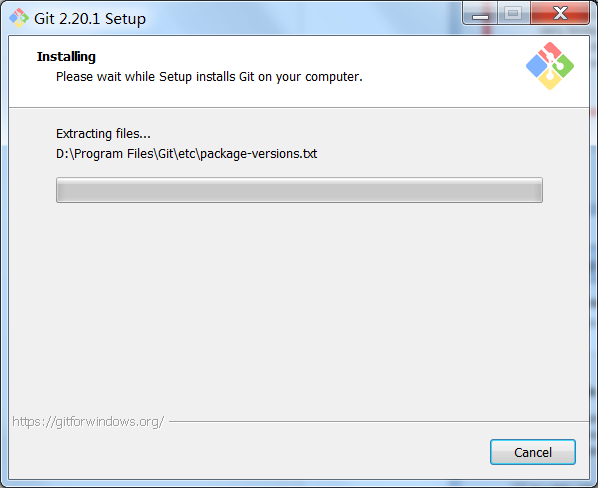 Git 2.20.1 Setup
Installing
Please wait while Setup installs Git on your computer.
Extracting files...
D:\Program Files\Git\etc\package-versions.txt
https://gitforwindows.org/
Cancel